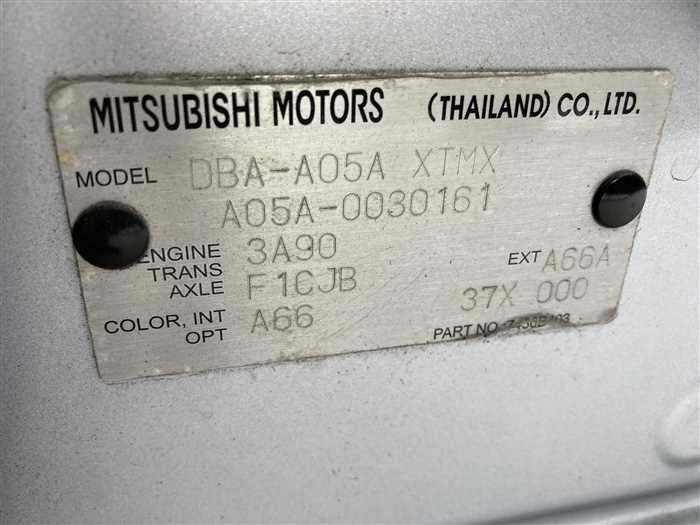 MITSUBISHI MOTORS (THAILAND) CO., LTD.
MODEL DBA-A05A XTMX
A05A-0030161
ENGINE 3A90
TRANS AXLE F1CJB
EXT A66A
COLOR, INT OPT A66 37X 000
PART NO.